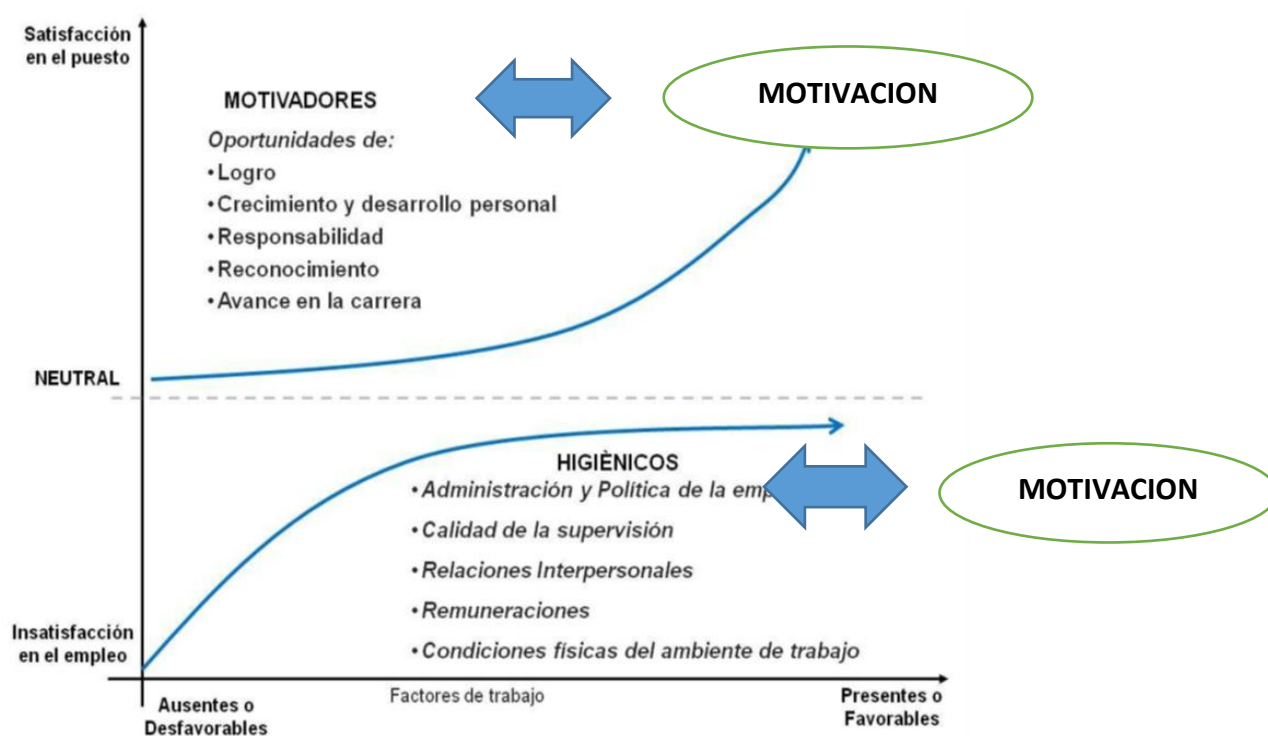 Satisfacción
en el puesto
MOTIVADORES
MOTIVACION
Oportunidades de:
•Logro
•Crecimiento y desarrollo personal
•Responsabilidad
•Reconocimiento
•Avance en la carrera
NEUTRAL
HIGIÈNICOS
•Administración y Política de la
•Calidad de la supervisión
•Relaciones Interpersonales
•Remuneraciones
•Condiciones físicas del ambiente de trabajo
MOTIVACION
Insatisfacción
en el empleo
Ausentes o
Desfavorables
Factores de trabajo
Presentes o
Favorables